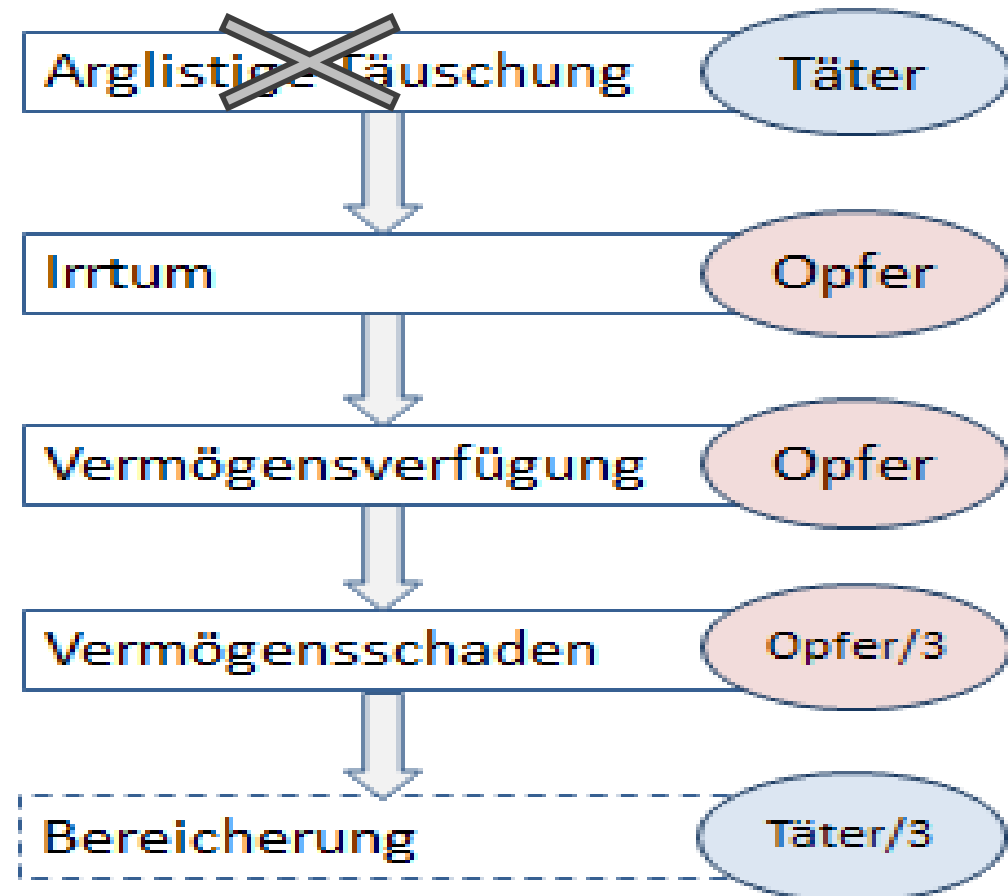 Arglistige Täuschung Täter
Irrtum Opfer
Vermögensverfügung Opfer
Vermögensschaden Opfer/3
Bereicherung Täter/3